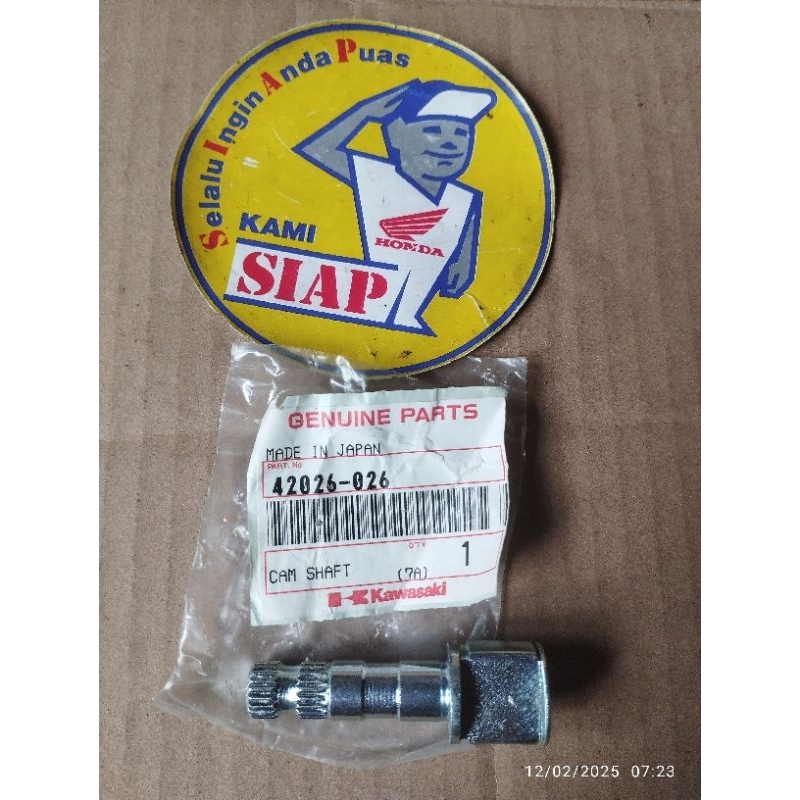 Selalu Ingin Anda Puas
KAMI
SIAP
HONDA
GENUINE PARTS
MADE IN JAPAN
PART. No
42026-026
QTY
1
CAM SHAFT (7A)
Kawasaki
12/02/2025 07:23